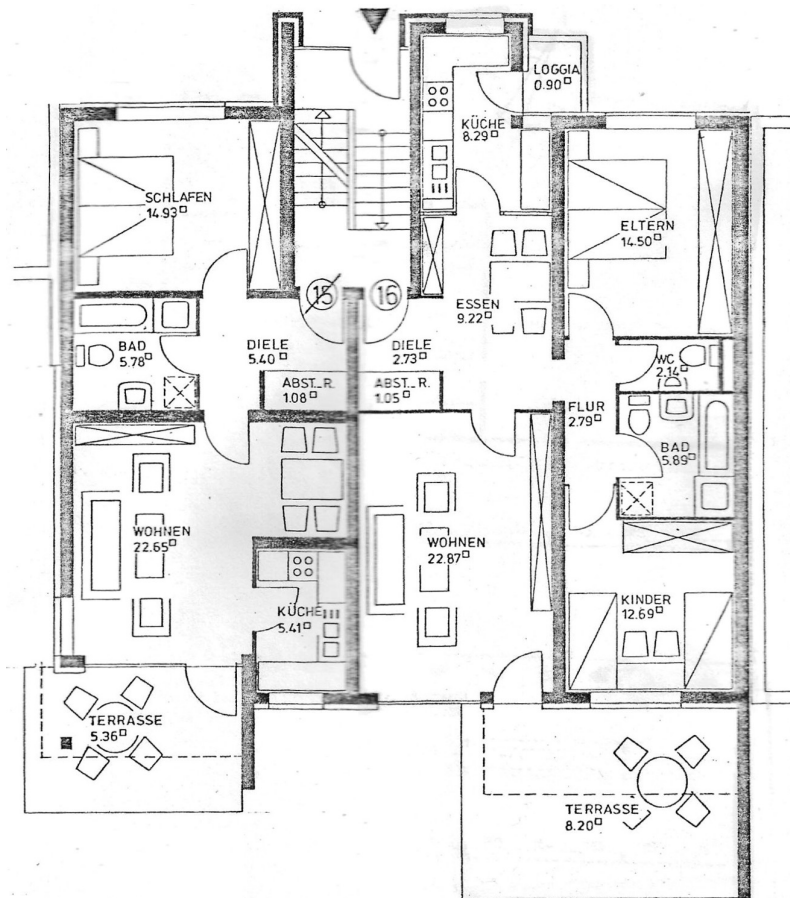 LOGGIA
0.90
KÜCHE
8.29
SCHLAFEN
14.93
ELTERN
14.50
15
16
ESSEN
9.22
BAD
5.78
DIELE
5.40
DIELE
2.73
WC
2.14
ABST.R.
1.08
ABST.R.
1.05
FLUR
2.79
BAD
5.89
WOHNEN
22.65
WOHNEN
22.87
KÜCHE
5.41
KINDER
12.69
TERRASSE
5.36
TERRASSE
8.20